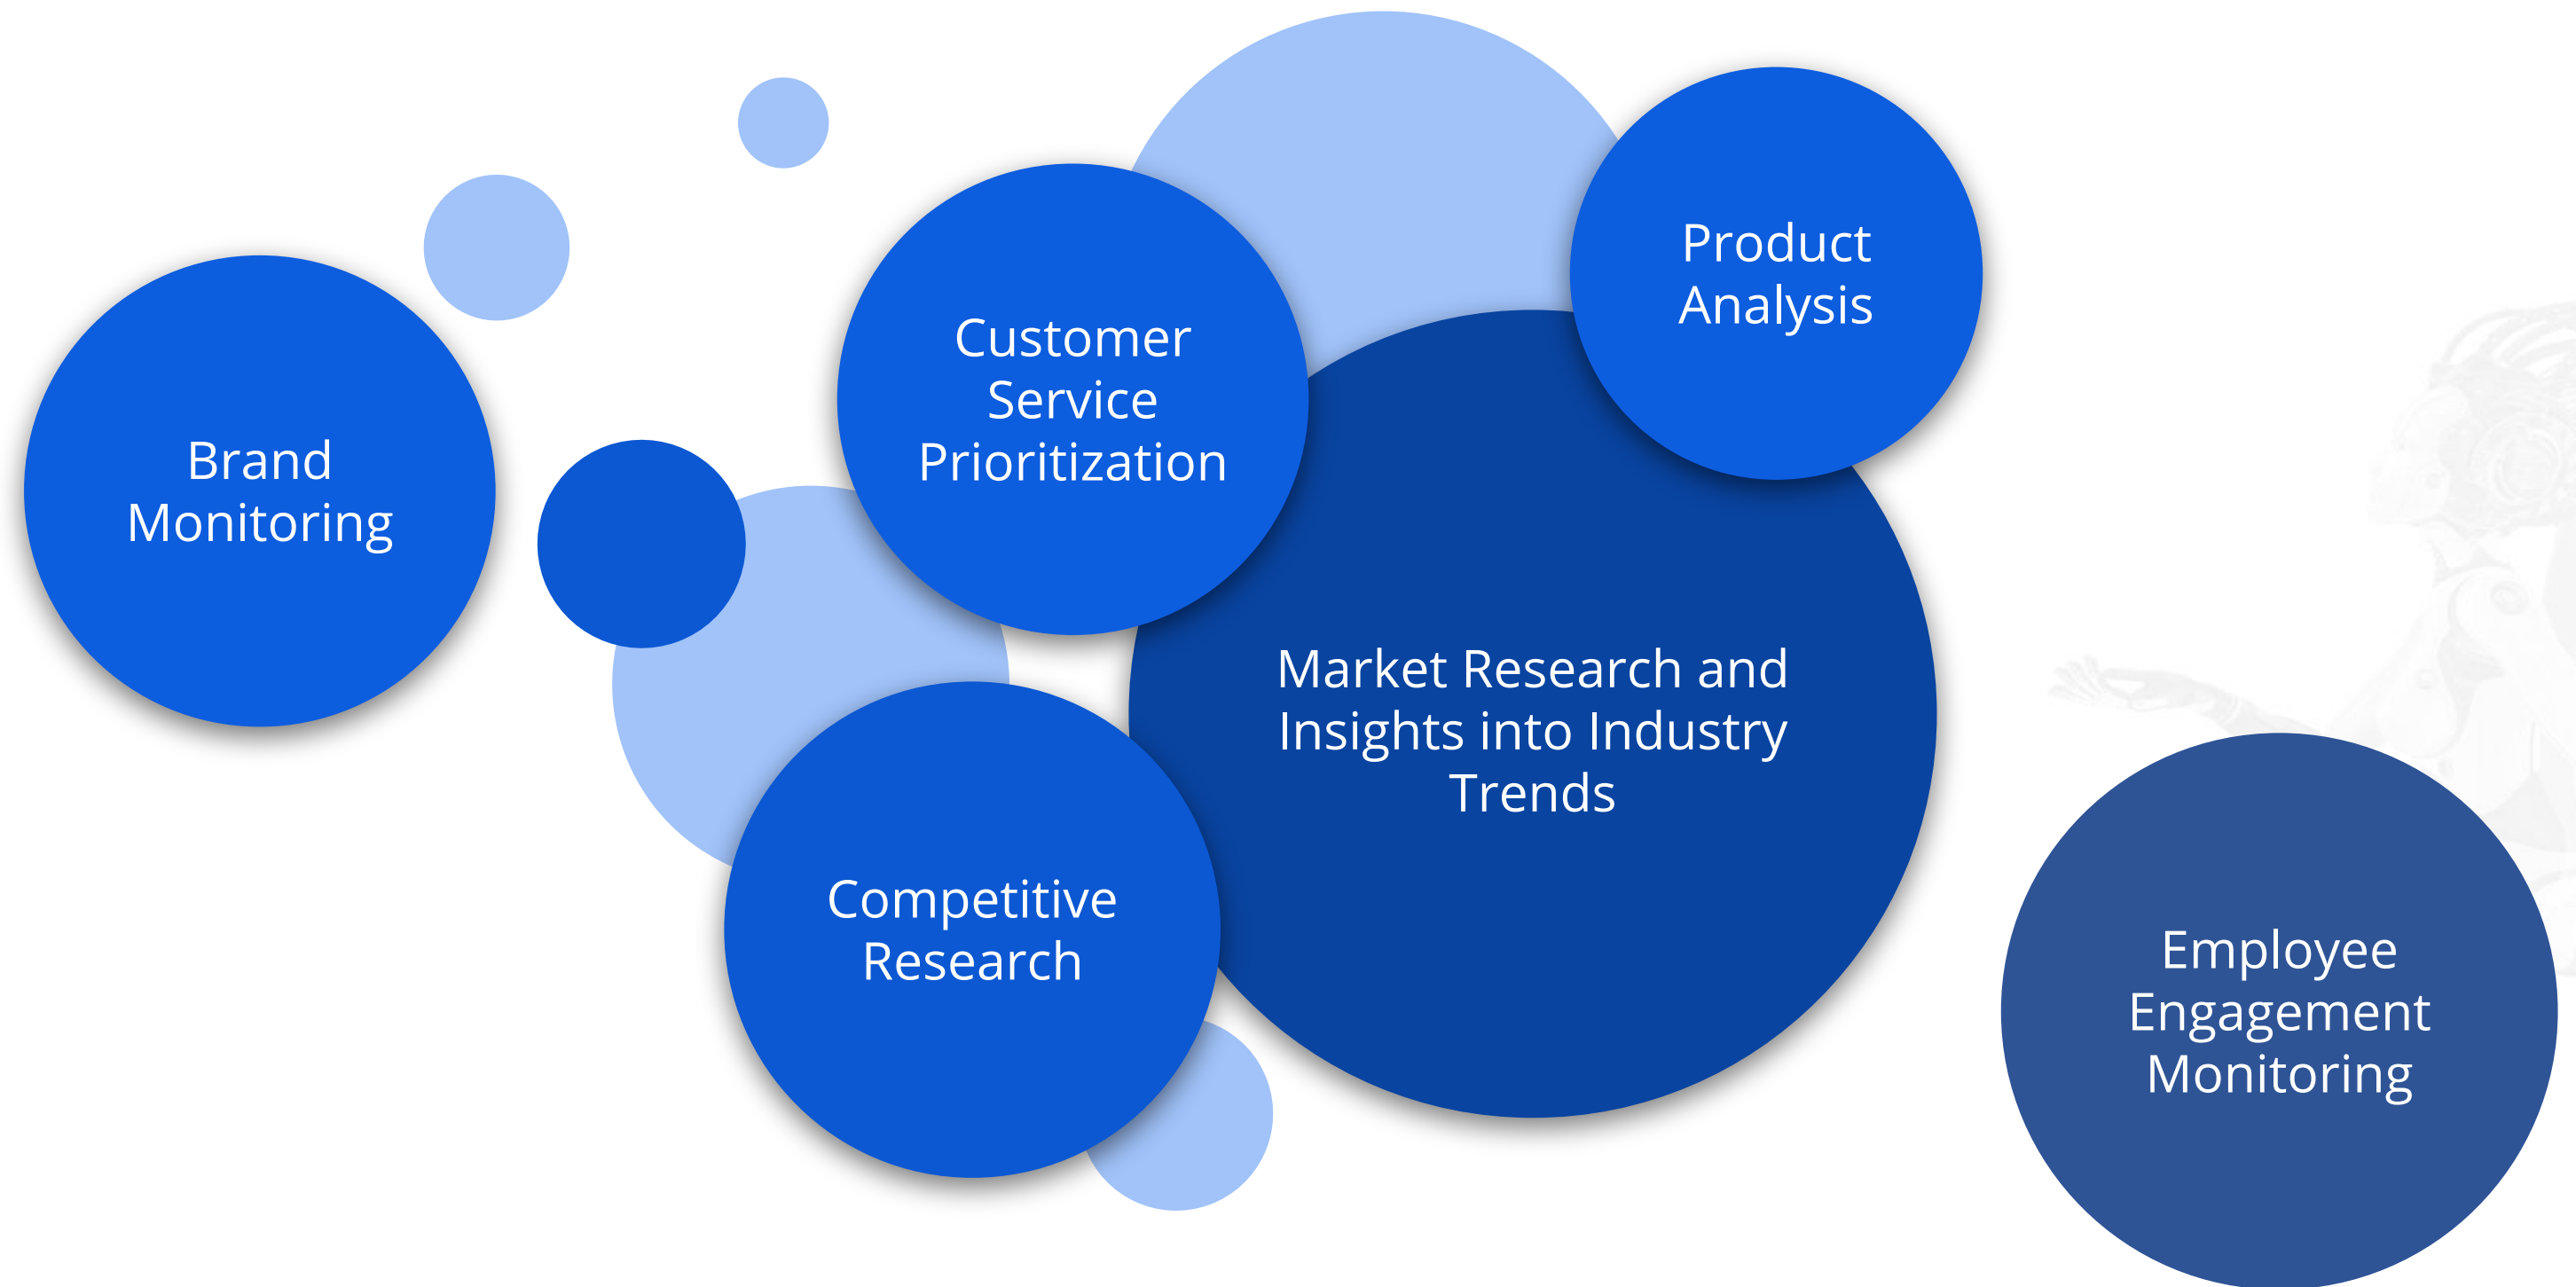 Brand
Monitoring
Customer
Service
Prioritization
Product
Analysis
Market Research and
Insights into Industry
Trends
Competitive
Research
Employee
Engagement
Monitoring